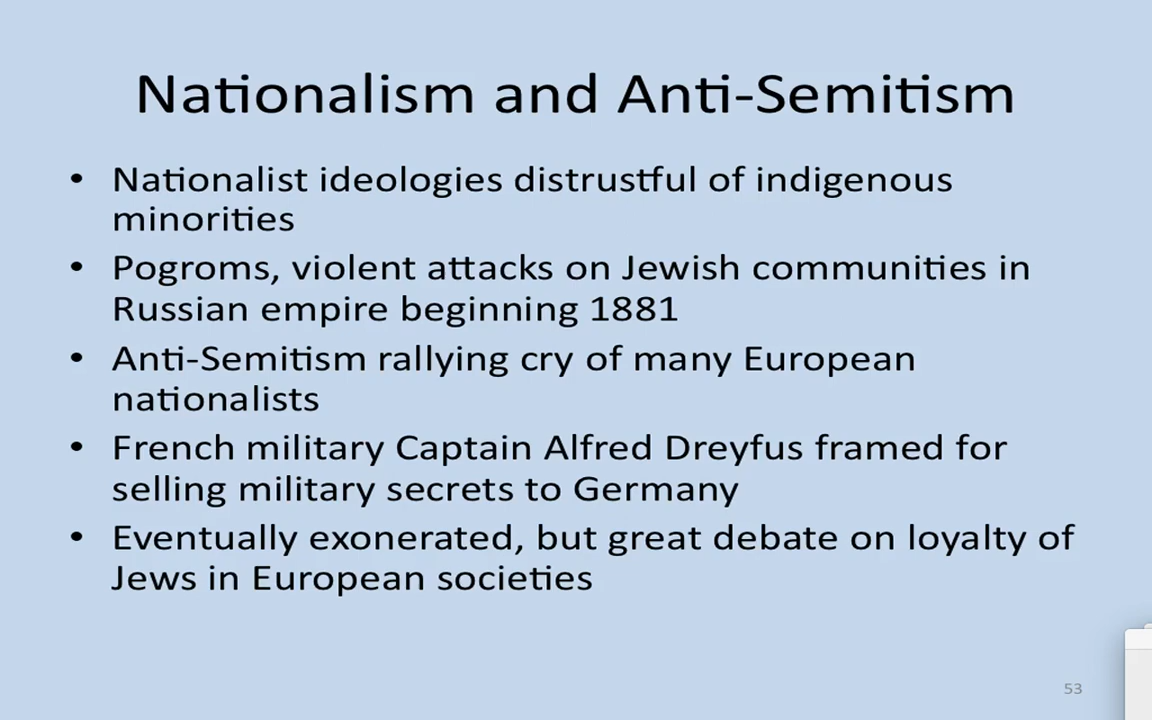 Nationalism and Anti-Semitism
• Nationalist ideologies distrustful of indigenous
minorities
• Pogroms, violent attacks on Jewish communities in
Russian empire beginning 1881
• Anti-Semitism rallying cry of many European
nationalists
• French military Captain Alfred Dreyfus framed for
selling military secrets to Germany
• Eventually exonerated, but great debate on loyalty of
Jews in European societies
53